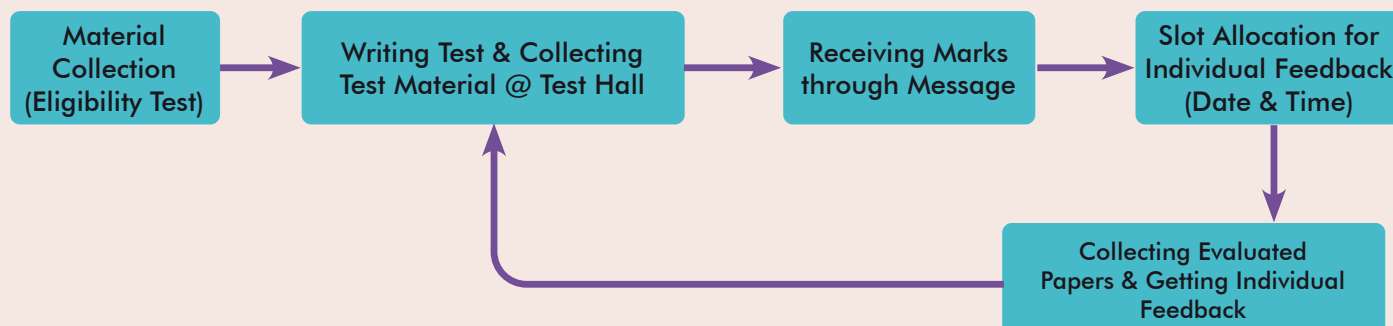 Material
Collection
(Eligibility Test)
Writing Test & Collecting
Test Material @ Test Hall
Receiving Marks
through Message
Slot Allocation for
Individual Feedback
(Date & Time)
Collecting Evaluated
Papers & Getting Individual
Feedback